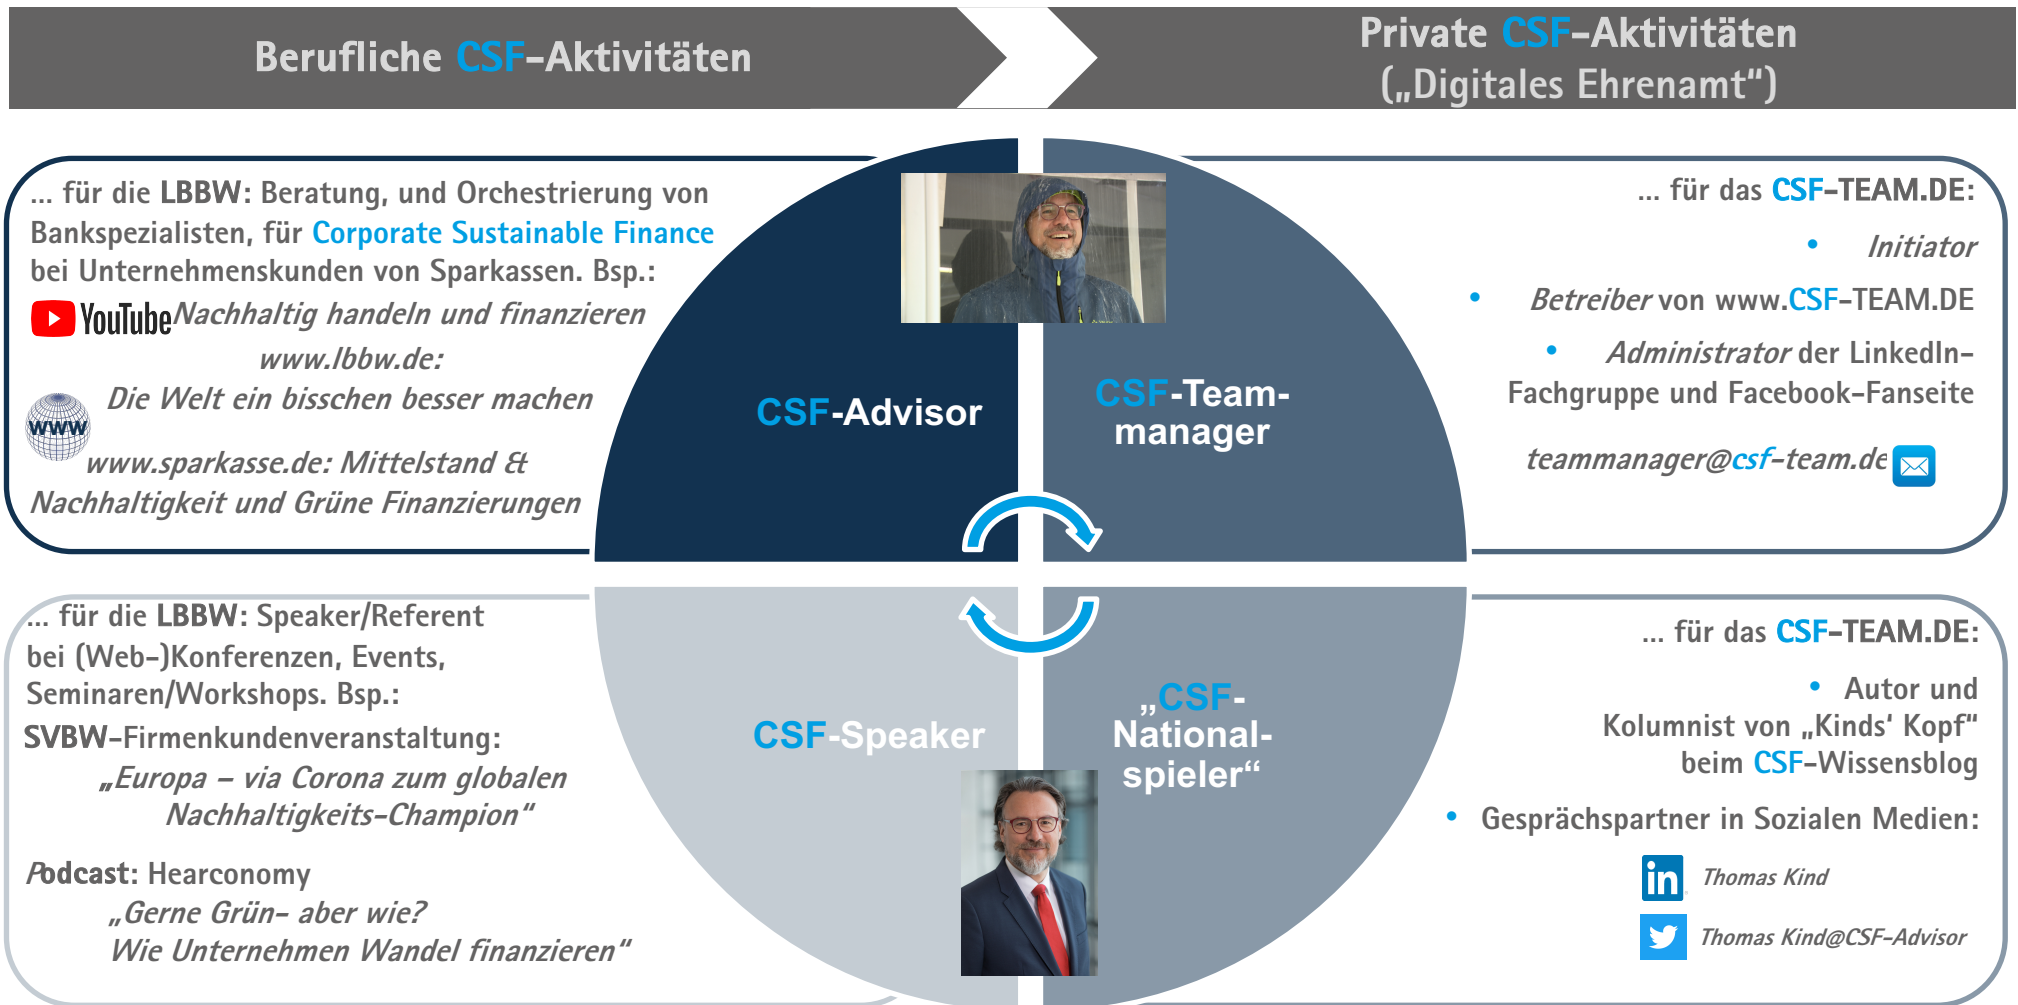 Berufliche CSF-Aktivitäten
Private CSF-Aktivitäten
(„Digitales Ehrenamt“)
... für die LBBW: Beratung, und Orchestrierung von
Bankspezialisten, für Corporate Sustainable Finance
bei Unternehmenskunden von Sparkassen. Bsp.:
YouTube Nachhaltig handeln und finanzieren
www.lbbw.de:
Die Welt ein bisschen besser machen
www
www.sparkasse.de: Mittelstand &
Nachhaltigkeit und Grüne Finanzierungen
CSF-Advisor
CSF-Team-
manager
... für das CSF-TEAM.DE:
• Initiator
• Betreiber von www.CSF-TEAM.DE
• Administrator der LinkedIn-
Fachgruppe und Facebook-Fanseite
teammanager@csf-team.de
... für die LBBW: Speaker/Referent
bei (Web-)Konferenzen, Events,
Seminaren/Workshops. Bsp.:
SVBW-Firmenkundenveranstaltung:
„Europa – via Corona zum globalen
Nachhaltigkeits-Champion“
Podcast: Hearconomy
„Gerne Grün- aber wie?
Wie Unternehmen Wandel finanzieren“
CSF-Speaker
„CSF-
National-
spieler“
... für das CSF-TEAM.DE:
• Autor und
Kolumnist von „Kinds‘ Kopf“
beim CSF-Wissensblog
• Gesprächspartner in Sozialen Medien:
in Thomas Kind
Thomas Kind@CSF-Advisor